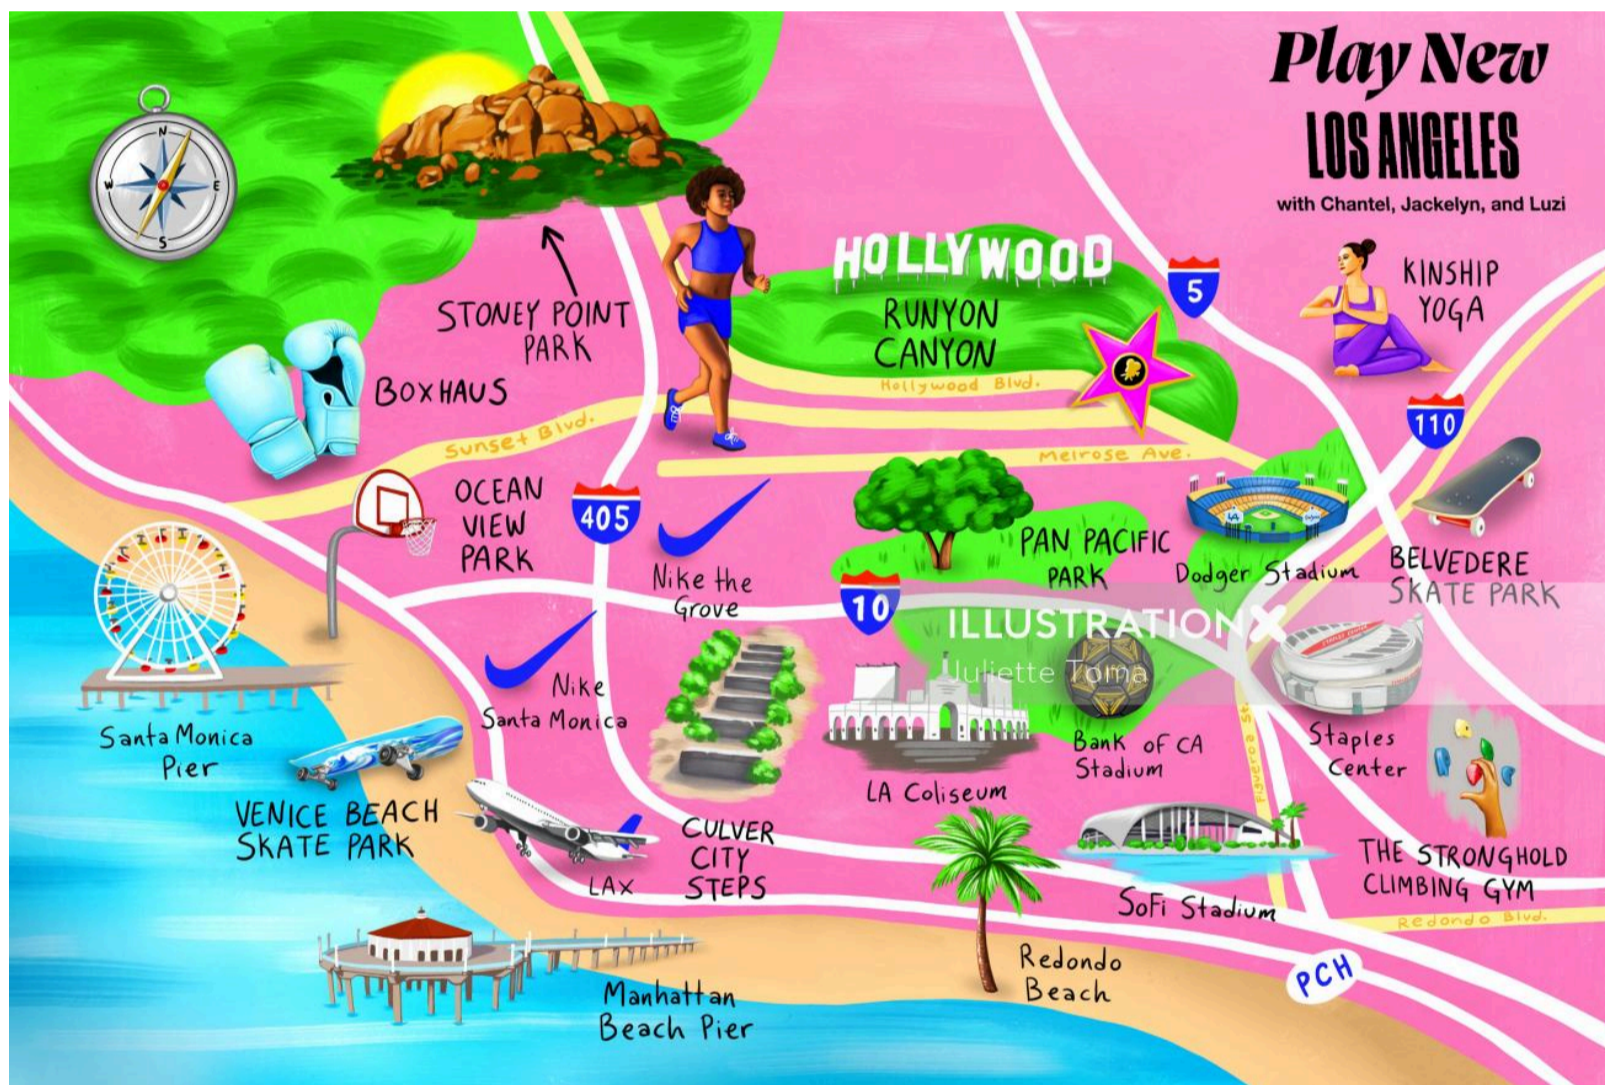 Play New
LOS ANGELES
with Chantel, Jackelyn, and Luzi
N
W
E
S
STONEY POINT
PARK
HOLLYWOOD
RUNYON
CANYON
Hollywood Blvd.
5
KINSHIP
YOGA
BOXHAUS
Sunset Blvd.
Melrose Ave.
110
OCEAN
VIEW
PARK
405
Nike the
Grove
PAN PACIFIC
PARK
LA
Dodger Stadium
BELVEDERE
SKATE PARK
10
ILLUSTRATIONX
Juliette Toma
Nike
Santa Monica
Santa Monica
Pier
VENICE BEACH
SKATE PARK
LAX
CULVER
CITY
STEPS
LA Coliseum
Bank of CA
Stadium
Figueroa St.
STAPLES CENTER
Staples
Center
THE STRONGHOLD
CLIMBING GYM
SoFi Stadium
Redondo Blvd.
PCH
Redondo
Beach
Manhattan
Beach Pier